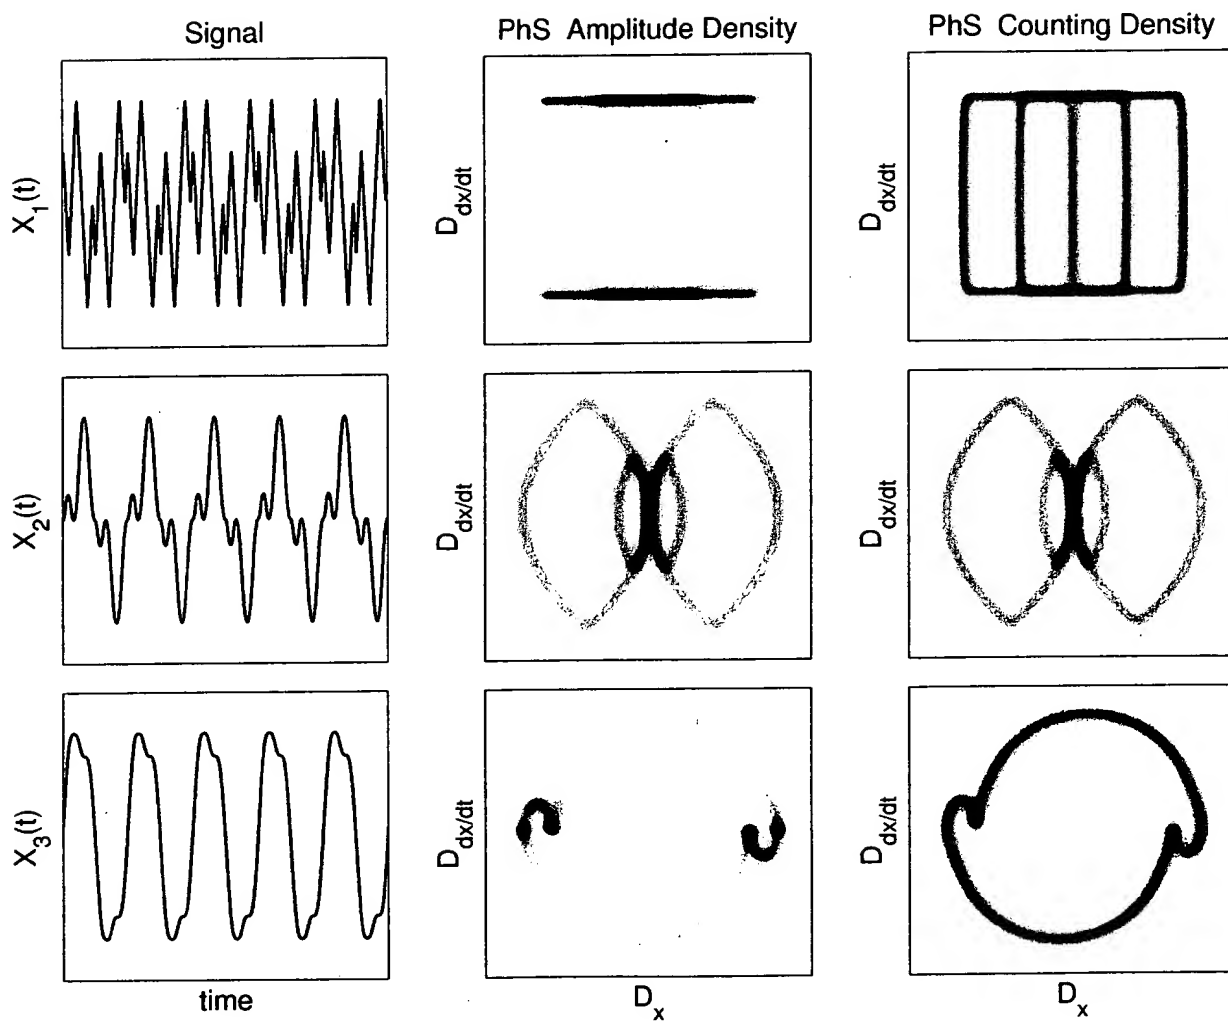 Signal
PhS Amplitude Density
PhS Counting Density
X1(t)
Ddx/dt
Ddx/dt
X2(t)
Ddx/dt
Ddx/dt
X3(t)
Ddx/dt
Ddx/dt
time
Dx
Dx